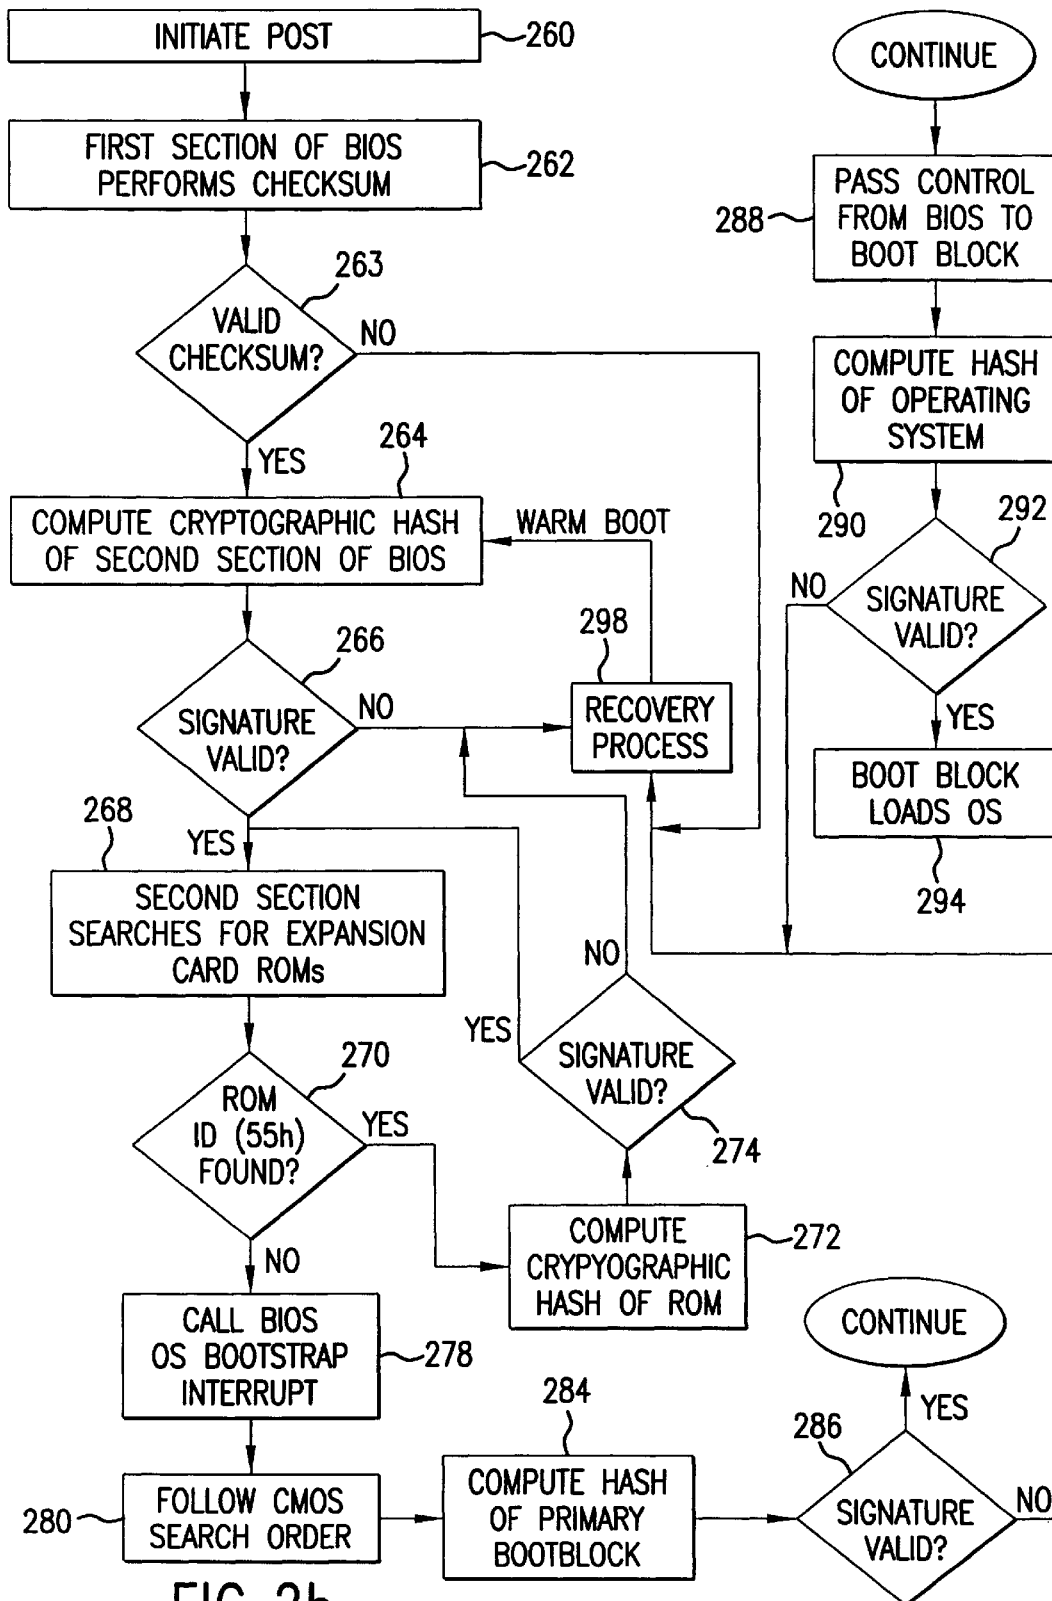 INITIATE POST
260
FIRST SECTION OF BIOS
PERFORMS CHECKSUM
262
263
VALID
CHECKSUM?
NO
YES
264
COMPUTE CRYPTOGRAPHIC HASH
OF SECOND SECTION OF BIOS
WARM BOOT
266
SIGNATURE
VALID?
NO
298
RECOVERY
PROCESS
268
YES
SECOND SECTION
SEARCHES FOR EXPANSION
CARD ROMs
270
ROM
ID (55h)
FOUND?
YES
NO
NO
YES
SIGNATURE
VALID?
274
COMPUTE
CRYPYOGRAPHIC
HASH OF ROM
272
CALL BIOS
OS BOOTSTRAP
INTERRUPT
278
280
FOLLOW CMOS
SEARCH ORDER
284
COMPUTE HASH
OF PRIMARY
BOOTBLOCK
286
SIGNATURE
VALID?
NO
YES
CONTINUE
CONTINUE
288
PASS CONTROL
FROM BIOS TO
BOOT BLOCK
COMPUTE HASH
OF OPERATING
SYSTEM
290
292
NO
SIGNATURE
VALID?
YES
BOOT BLOCK
LOADS OS
294
FIG 2b